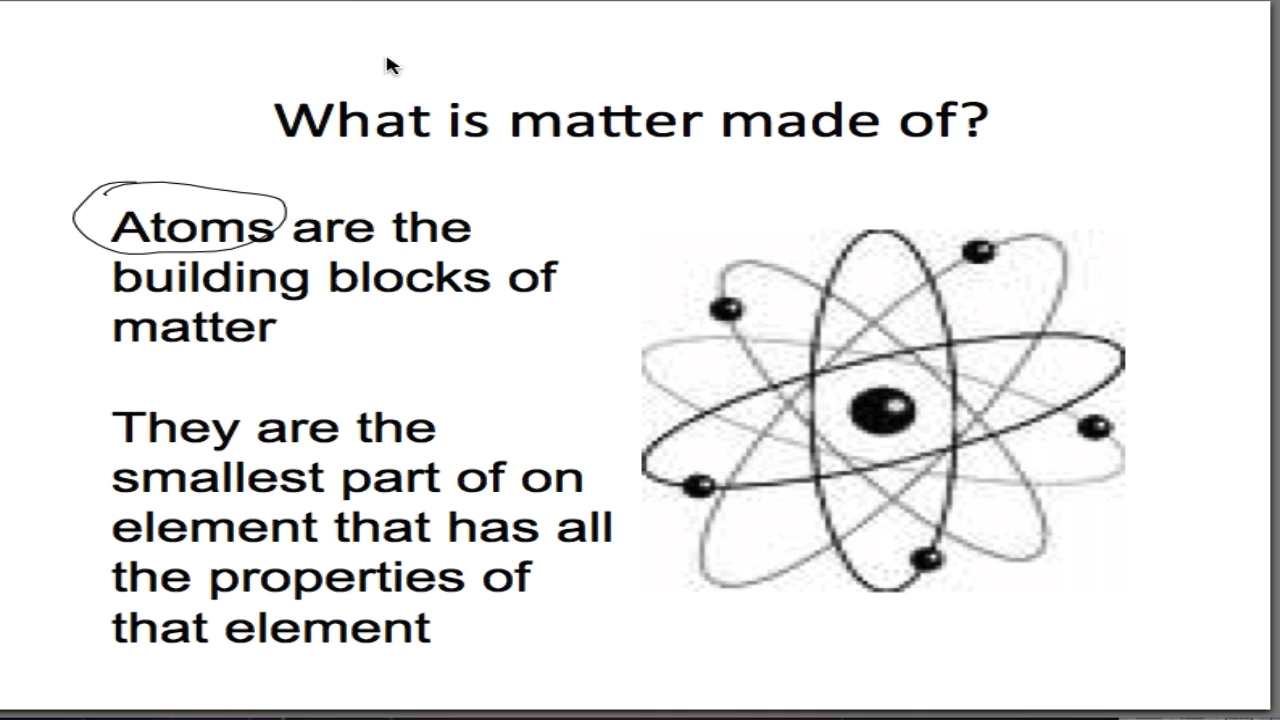 What is matter made of?
Atoms are the
building blocks of
matter
They are the
smallest part of on
element that has all
the properties of
that element